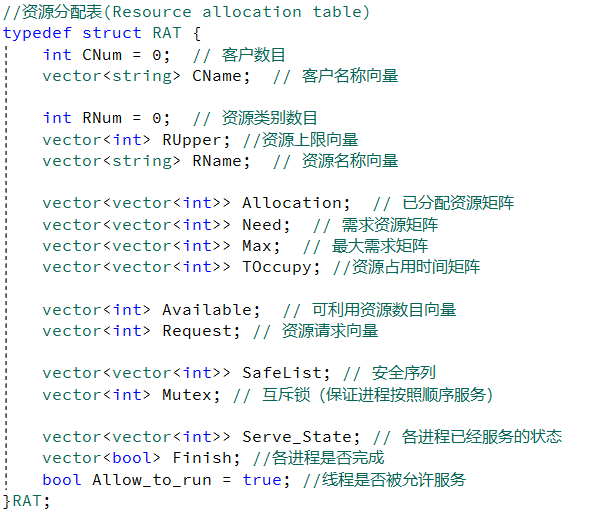 //资源分配表(Resource allocation table)
typedef struct RAT {
int CNum = 0;  // 客户数目
vector<string> CName;  // 客户名称向量
int RNum = 0;  // 资源类别数目
vector<int> RUpper; //资源上限向量
vector<string> RName;  // 资源名称向量
vector<vector<int>> Allocation;  // 已分配资源矩阵
vector<vector<int>> Need;  // 需求资源矩阵
vector<vector<int>> Max;  // 最大需求矩阵
vector<vector<int>> TOccupy; //资源占用时间矩阵
vector<int> Available;  // 可利用资源数目向量
vector<int> Request; // 资源请求向量
vector<vector<int>> SafeList; // 安全序列
vector<int> Mutex; // 互斥锁（保证进程按照顺序服务）
vector<vector<int>> Serve_State; // 各进程已经服务的状态
vector<bool> Finish; //各进程是否完成
bool Allow_to_run = true; //线程是否被允许服务
}RAT;